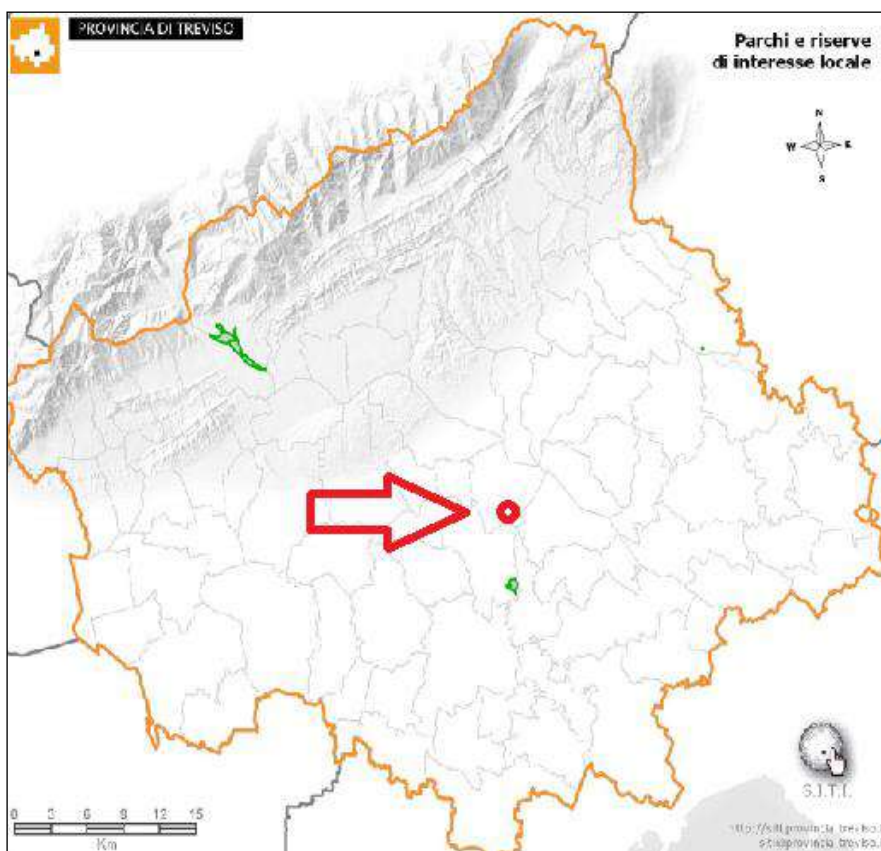 PROVINCIA DI TREVISO
Parchi e riserve
di interesse locale
N
W E
S
0 3 6 9 12 15
Km
S.I.T.I.